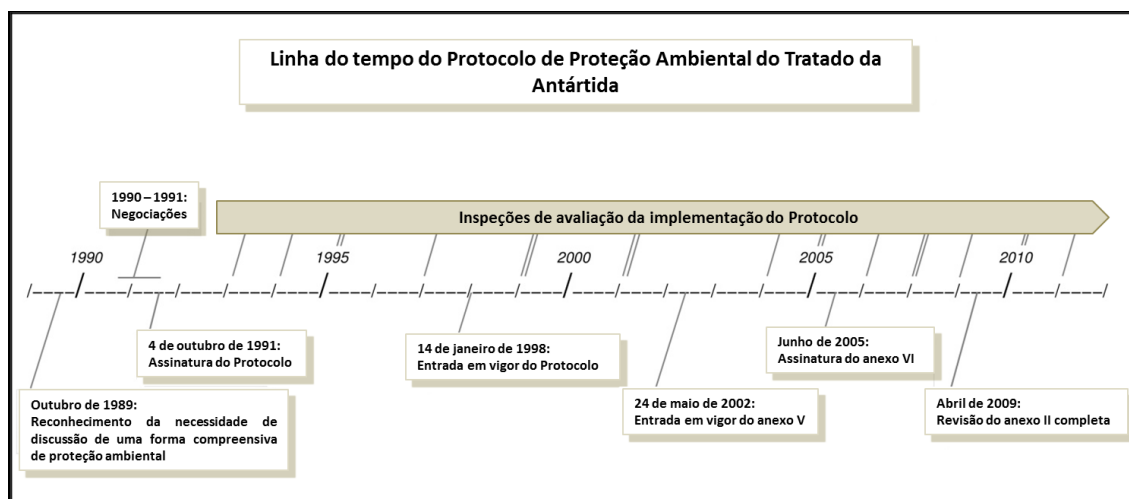 Linha do tempo do Protocolo de Proteção Ambiental do Tratado da
Antártida
1990 – 1991:
Negociações
Inspeções de avaliação da implementação do Protocolo
1990
1995
2000
2005
2010
4 de outubro de 1991:
Assinatura do Protocolo
14 de janeiro de 1998:
Entrada em vigor do Protocolo
Junho de 2005:
Assinatura do anexo VI
Outubro de 1989:
Reconhecimento da necessidade de
discussão de uma forma compreensiva
de proteção ambiental
24 de maio de 2002:
Entrada em vigor do anexo V
Abril de 2009:
Revisão do anexo II completa